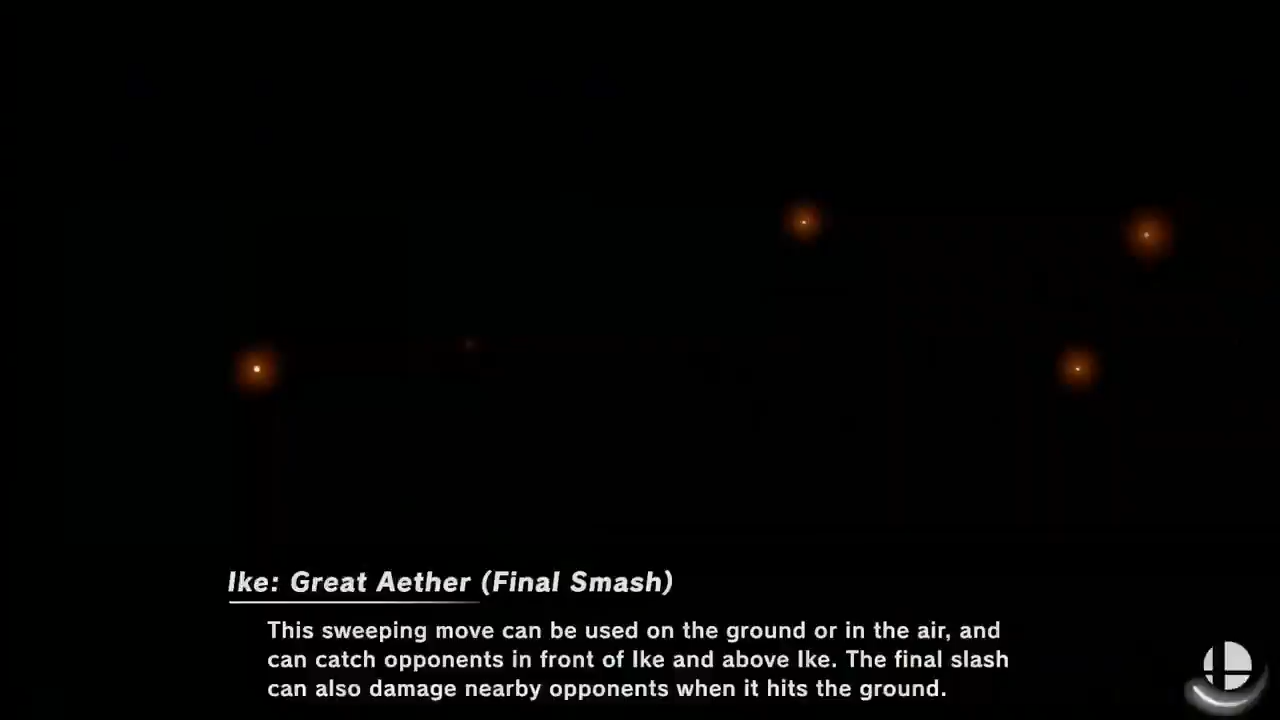 Ike: Great Aether (Final Smash)
This sweeping move can be used on the ground or in the air, and
can catch opponents in front of Ike and above Ike. The final slash
can also damage nearby opponents when it hits the ground.